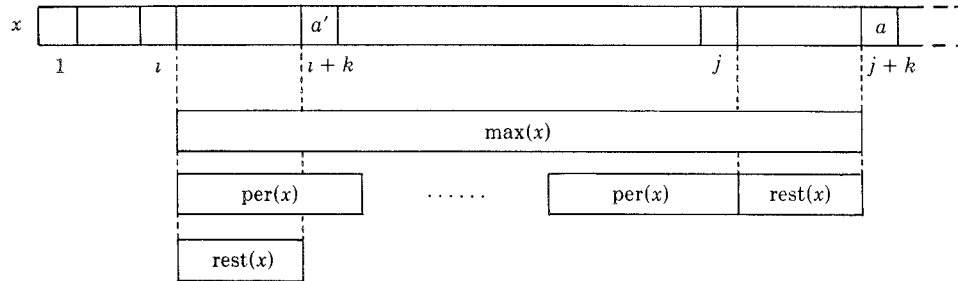 x a' a
1 i i + k j j + k
max(x)
per(x) ...... per(x) rest(x)
rest(x)